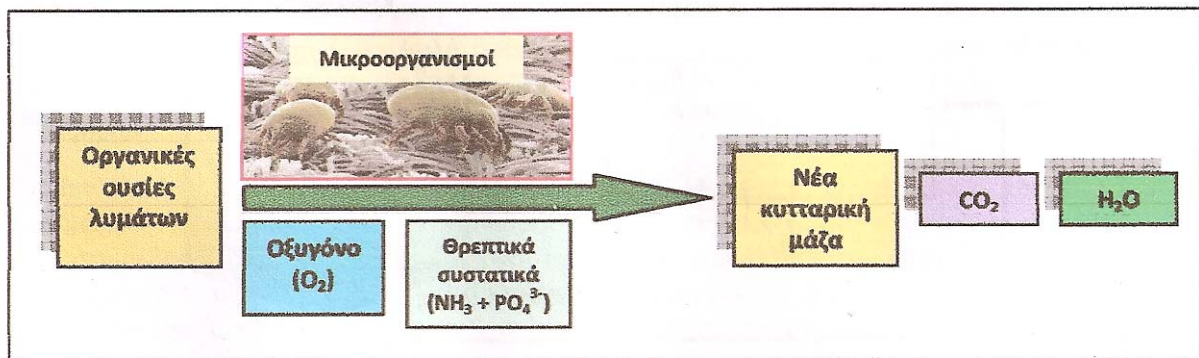 Μικροοργανισμοί
Οργανικές
ουσίες
λυμάτων
Οξυγόνο
(O₂)
Θρεπτικά
συστατικά
(NH₃ + PO₄³⁻)
Νέα
κυτταρική
μάζα
CO₂
H₂O